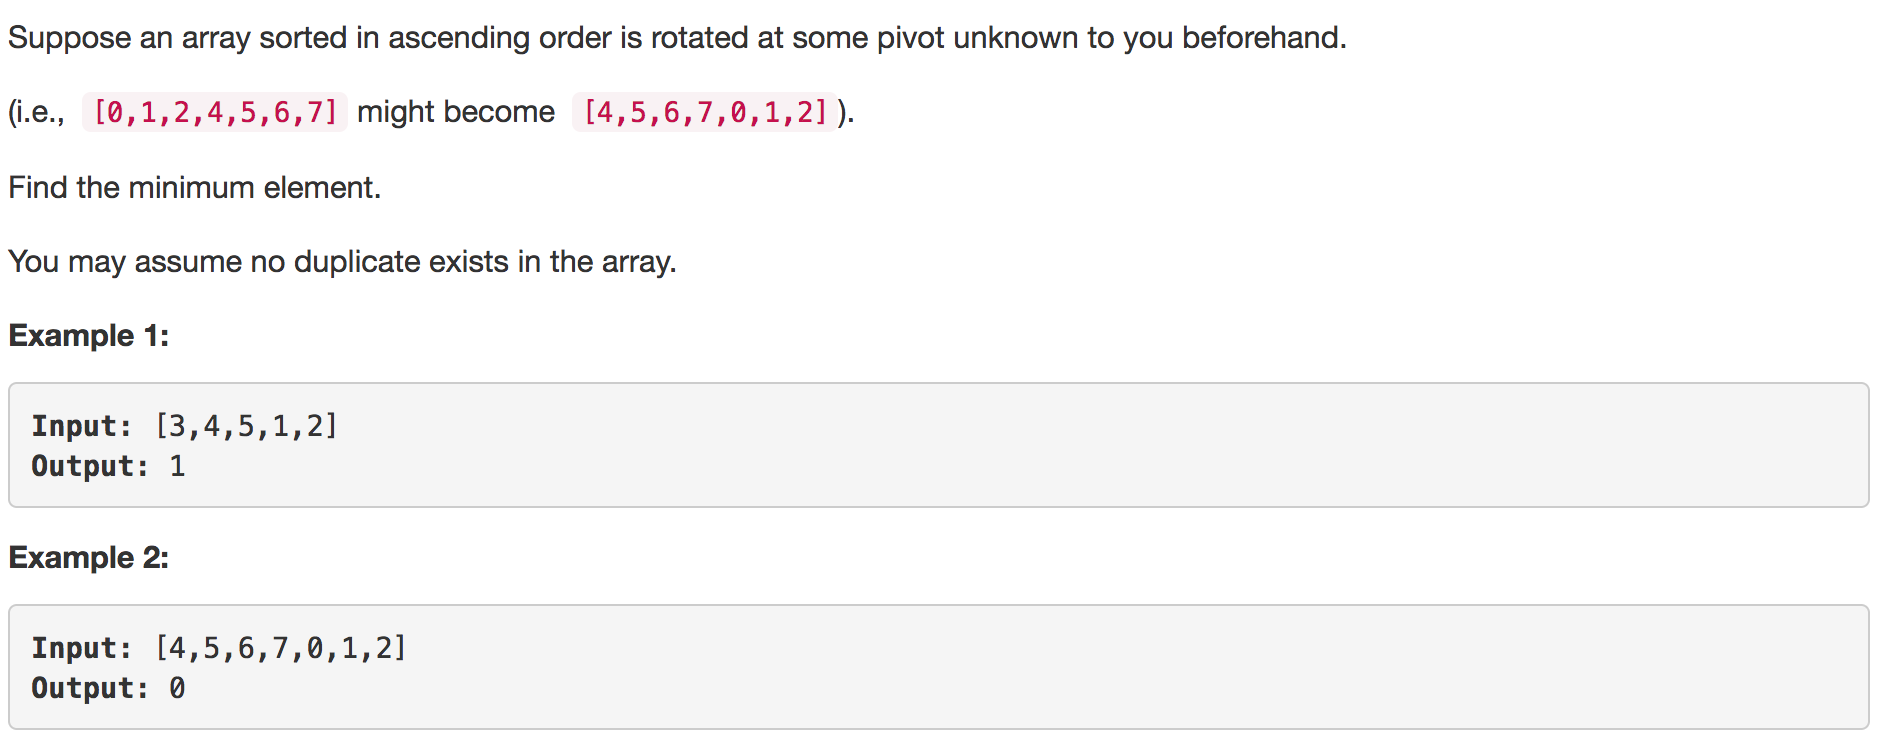 Suppose an array sorted in ascending order is rotated at some pivot unknown to you beforehand.
(i.e., [0,1,2,4,5,6,7] might become [4,5,6,7,0,1,2]).
Find the minimum element.
You may assume no duplicate exists in the array.
Example 1:
Input: [3,4,5,1,2]
Output: 1
Example 2:
Input: [4,5,6,7,0,1,2]
Output: 0